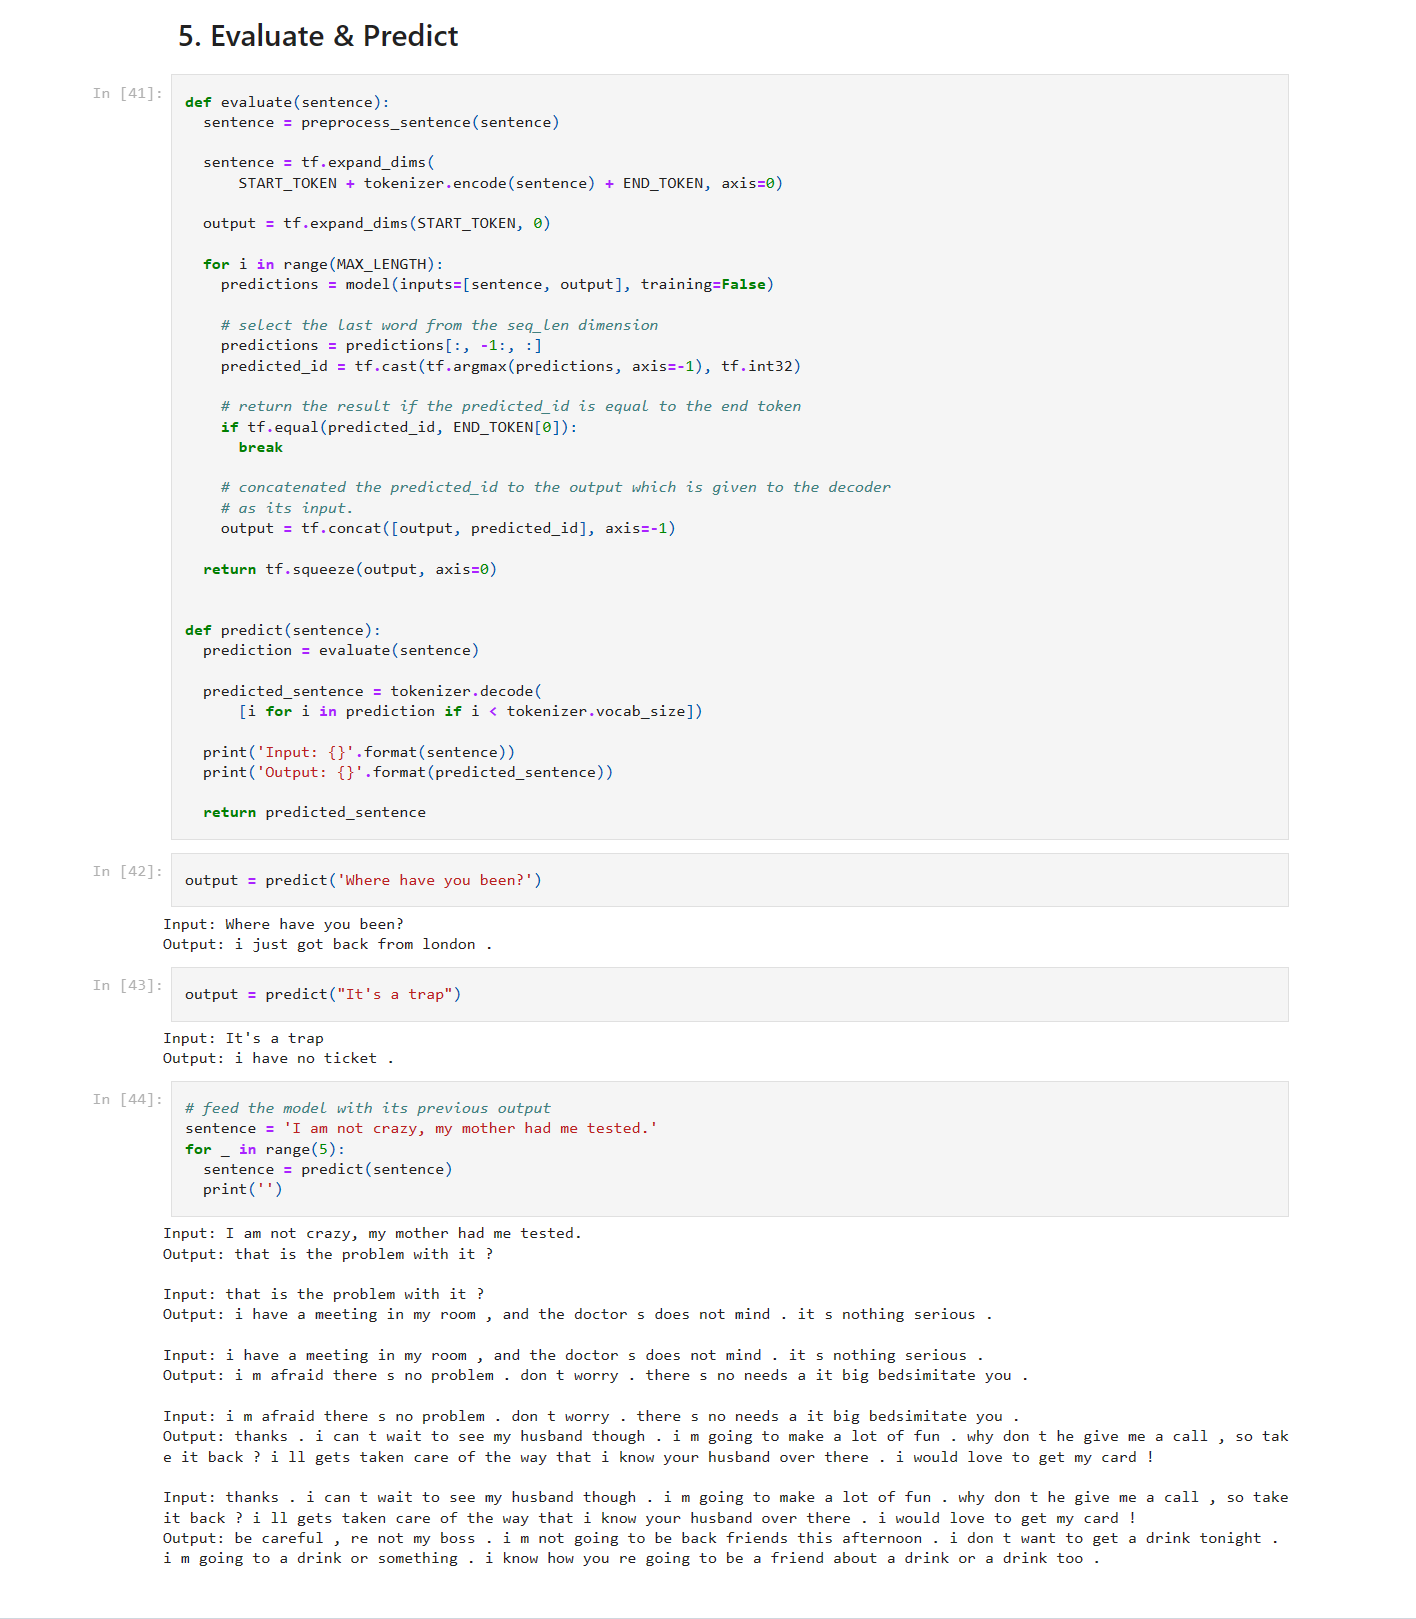 5. Evaluate & Predict
In [41]:
def evaluate(sentence):
  sentence = preprocess_sentence(sentence)

  sentence = tf.expand_dims(
      START_TOKEN + tokenizer.encode(sentence) + END_TOKEN, axis=0)

  output = tf.expand_dims(START_TOKEN, 0)

  for i in range(MAX_LENGTH):
    predictions = model(inputs=[sentence, output], training=False)

    # select the last word from the seq_len dimension
    predictions = predictions[:, -1:, :]
    predicted_id = tf.cast(tf.argmax(predictions, axis=-1), tf.int32)

    # return the result if the predicted_id is equal to the end token
    if tf.equal(predicted_id, END_TOKEN[0]):
      break

    # concatenated the predicted_id to the output which is given to the decoder
    # as its input.
    output = tf.concat([output, predicted_id], axis=-1)

  return tf.squeeze(output, axis=0)


def predict(sentence):
  prediction = evaluate(sentence)

  predicted_sentence = tokenizer.decode(
      [i for i in prediction if i < tokenizer.vocab_size])

  print('Input: {}'.format(sentence))
  print('Output: {}'.format(predicted_sentence))

  return predicted_sentence
In [42]:
output = predict('Where have you been?')
Input: Where have you been?
Output: i just got back from london .
In [43]:
output = predict("It's a trap")
Input: It's a trap
Output: i have no ticket .
In [44]:
# feed the model with its previous output
sentence = 'I am not crazy, my mother had me tested.'
for _ in range(5):
  sentence = predict(sentence)
  print('')
Input: I am not crazy, my mother had me tested.
Output: that is the problem with it ?

Input: that is the problem with it ?
Output: i have a meeting in my room , and the doctor s does not mind . it s nothing serious .

Input: i have a meeting in my room , and the doctor s does not mind . it s nothing serious .
Output: i m afraid there s no problem . don t worry . there s no needs a it big bedsimitate you .

Input: i m afraid there s no problem . don t worry . there s no needs a it big bedsimitate you .
Output: thanks . i can t wait to see my husband though . i m going to make a lot of fun . why don t he give me a call , so tak
e it back ? i ll gets taken care of the way that i know your husband over there . i would love to get my card !

Input: thanks . i can t wait to see my husband though . i m going to make a lot of fun . why don t he give me a call , so take
it back ? i ll gets taken care of the way that i know your husband over there . i would love to get my card !
Output: be careful , re not my boss . i m not going to be back friends this afternoon . i don t want to get a drink tonight .
i m going to a drink or something . i know how you re going to be a friend about a drink or a drink too .